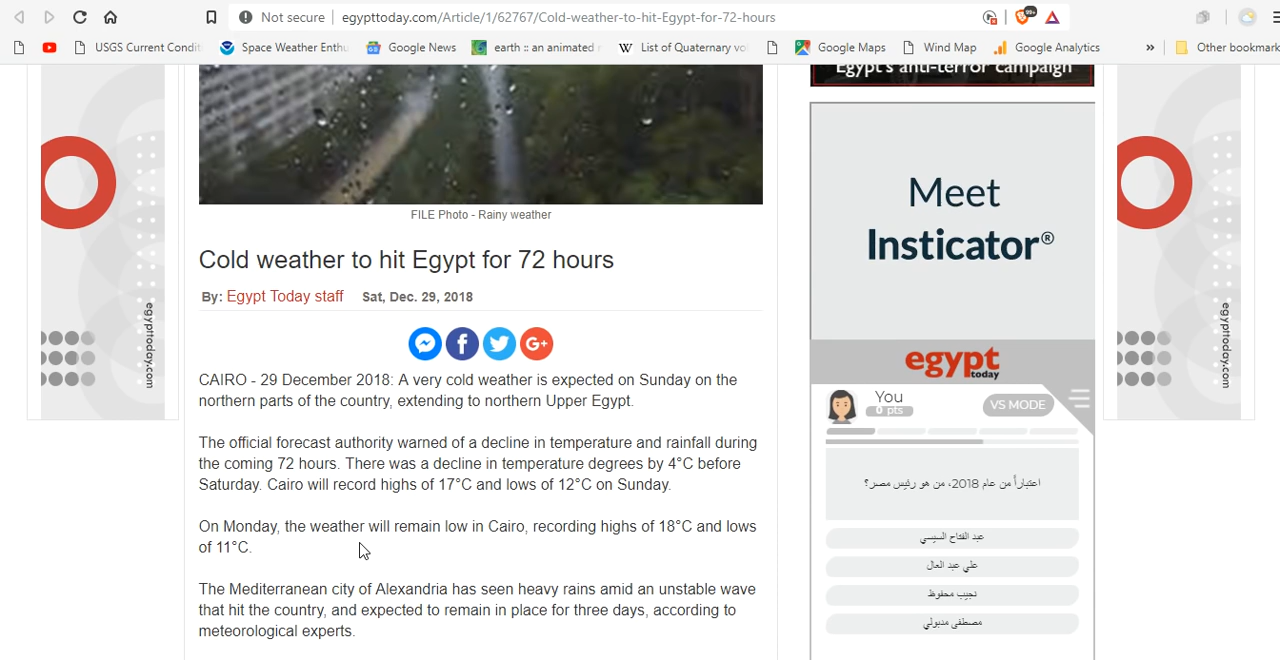 Not secure | egypttoday.com/Article/1/62767/Cold-weather-to-hit-Egypt-for-72-hours
99+
USGS Current Condit
Space Weather Enthu
Google News
earth :: an animated
W
List of Quaternary vo
Google Maps
Wind Map
Google Analytics
»
Other bookmark
Egypt's anti-terror campaign
FILE Photo - Rainy weather
Cold weather to hit Egypt for 72 hours
By: Egypt Today staff Sat, Dec. 29, 2018
G+
CAIRO - 29 December 2018: A very cold weather is expected on Sunday on the
northern parts of the country, extending to northern Upper Egypt.
The official forecast authority warned of a decline in temperature and rainfall during
the coming 72 hours. There was a decline in temperature degrees by 4°C before
Saturday. Cairo will record highs of 17°C and lows of 12°C on Sunday.
On Monday, the weather will remain low in Cairo, recording highs of 18°C and lows
of 11°C.
The Mediterranean city of Alexandria has seen heavy rains amid an unstable wave
that hit the country, and expected to remain in place for three days, according to
meteorological experts.
egypttoday.com
Meet
Insticator®
egypt
today
You
0 pts
VS MODE
اعتباراً من عام 2018، من هو رئيس مصر؟
عبد الفتاح السيسي
علي عبد العال
نجيب محفوظ
مصطفى مدبولي
egypttoday.com